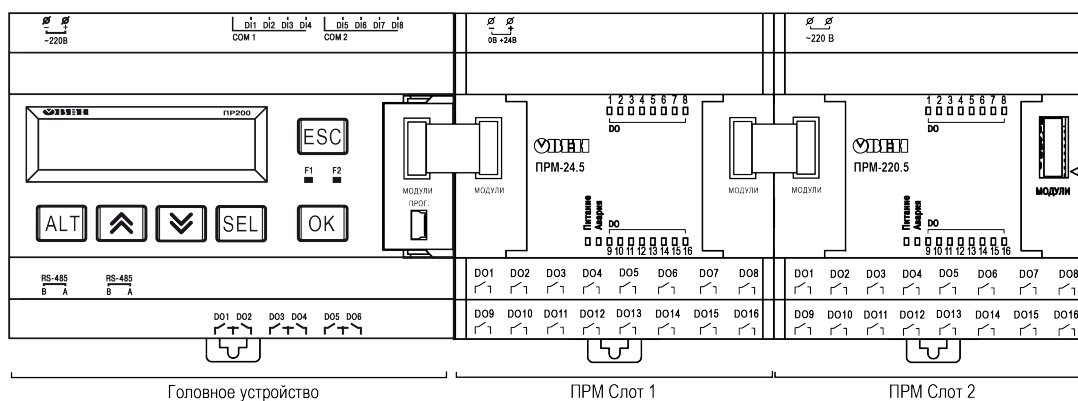 ~220В
DI1 DI2 DI3 DI4 DI5 DI6 DI7 DI8
COM 1 COM 2
0В +24В
~220 В
ОВЕН ПР200
ESC
F1 F2
ALT SEL OK
МОДУЛИ
ПРОГ.
МОДУЛИ
1 2 3 4 5 6 7 8
DO
ОВЕН
ПРМ-24.5
Питание
Авария
DO
9 10 11 12 13 14 15 16
МОДУЛИ
МОДУЛИ
1 2 3 4 5 6 7 8
DO
ОВЕН
ПРМ-220.5
Питание
Авария
DO
9 10 11 12 13 14 15 16
МОДУЛИ
RS-485 RS-485
B A B A
DO1 DO2 DO3 DO4 DO5 DO6
DO1 DO2 DO3 DO4 DO5 DO6 DO7 DO8
DO9 DO10 DO11 DO12 DO13 DO14 DO15 DO16
DO1 DO2 DO3 DO4 DO5 DO6 DO7 DO8
DO9 DO10 DO11 DO12 DO13 DO14 DO15 DO16
Головное устройство
ПРМ Слот 1
ПРМ Слот 2